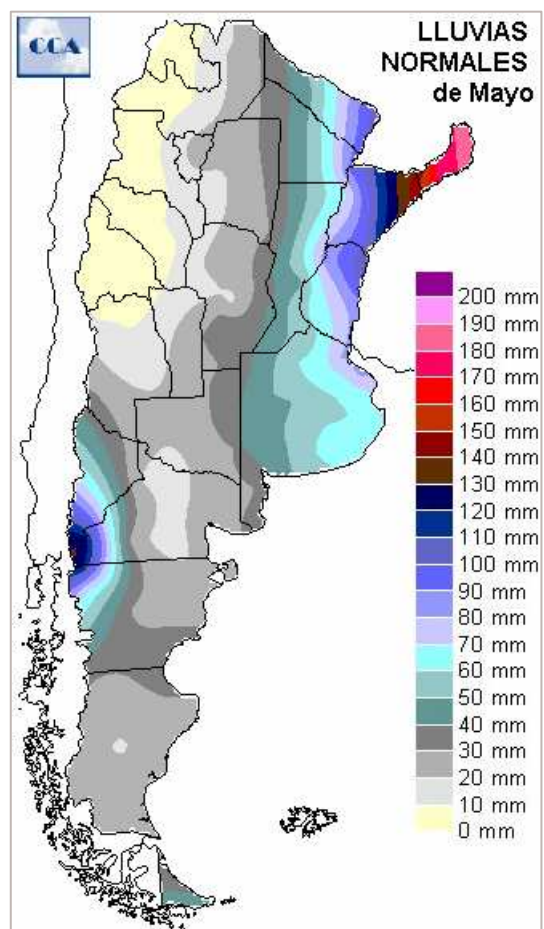 CCA
LLUVIAS
NORMALES
de Mayo
200 mm
190 mm
180 mm
170 mm
160 mm
150 mm
140 mm
130 mm
120 mm
110 mm
100 mm
90 mm
80 mm
70 mm
60 mm
50 mm
40 mm
30 mm
20 mm
10 mm
0 mm